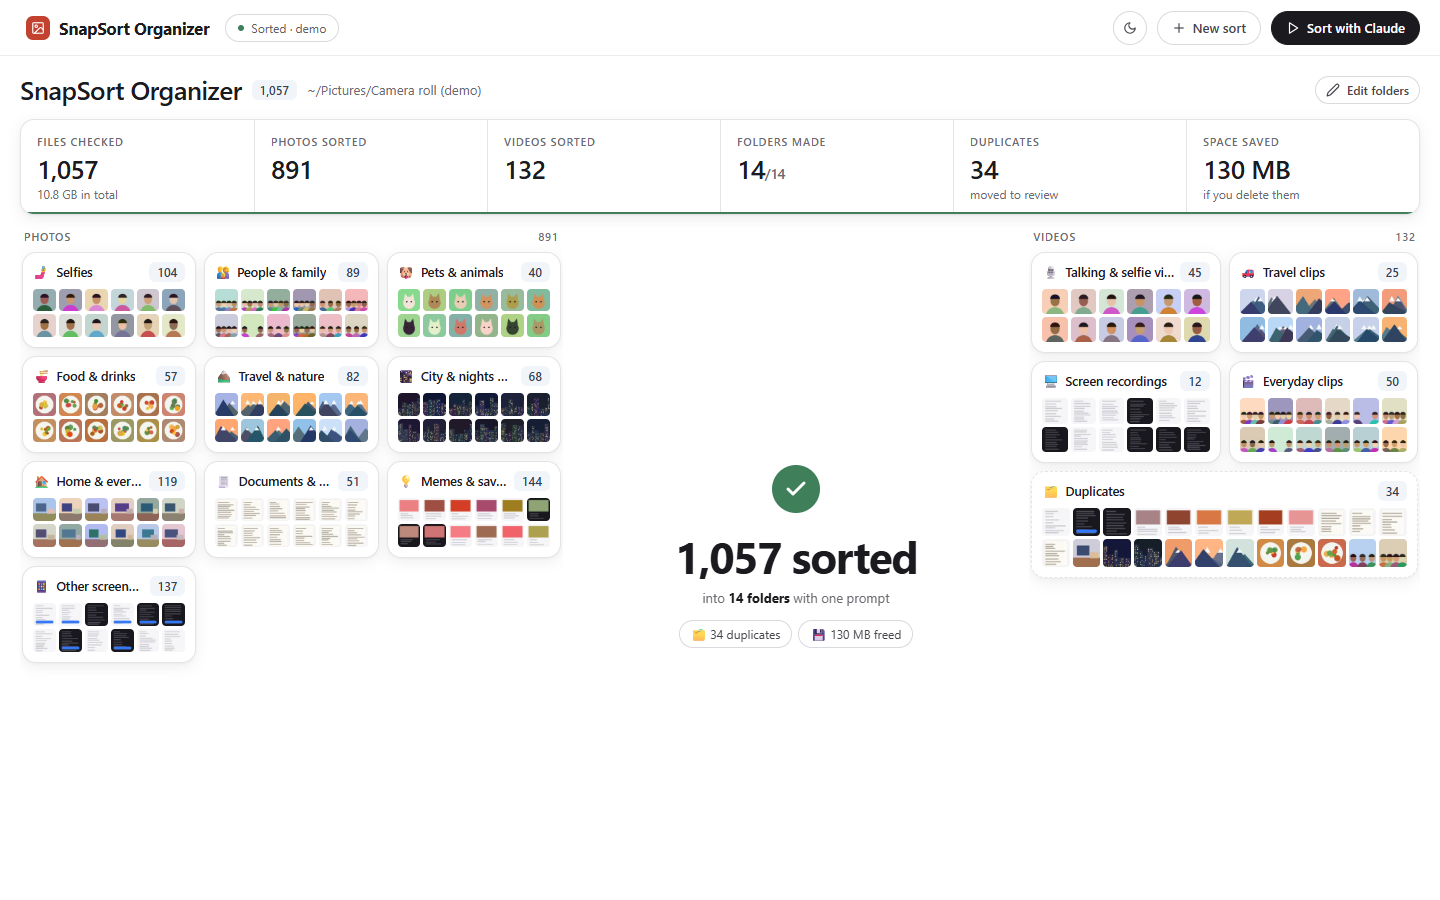 SnapSort Organizer
Sorted · demo
New sort
Sort with Claude
SnapSort Organizer
1,057
~/Pictures/Camera roll (demo)
Edit folders
FILES CHECKED
1,057
10.8 GB in total
PHOTOS SORTED
891
VIDEOS SORTED
132
FOLDERS MADE
14/14
DUPLICATES
34
moved to review
SPACE SAVED
130 MB
if you delete them
PHOTOS
891
Selfies
104
People & family
89
Pets & animals
40
Food & drinks
57
Travel & nature
82
City & nights ...
68
Home & ever...
119
Documents & ...
51
Memes & sav...
144
Other screen...
137
1,057 sorted
into 14 folders with one prompt
34 duplicates
130 MB freed
VIDEOS
132
Talking & selfie vi...
45
Travel clips
25
Screen recordings
12
Everyday clips
50
Duplicates
34